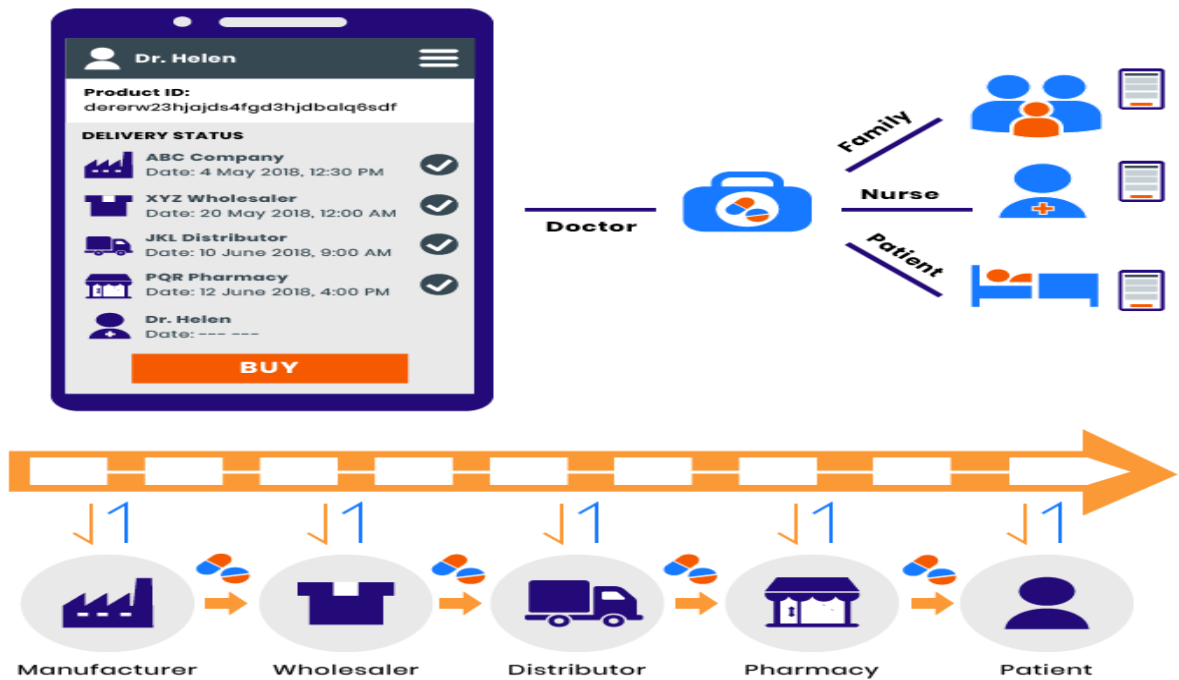 Dr. Helen
Product ID:
dererw23hjajds4fgd3hjdbalq6sdf
DELIVERY STATUS
ABC Company
Date: 4 May 2018, 12:30 PM
XYZ Wholesaler
Date: 20 May 2018, 12:00 AM
JKL Distributor
Date: 10 June 2018, 9:00 AM
PQR Pharmacy
Date: 12 June 2018, 4:00 PM
Dr. Helen
Date: --- ---
BUY
Doctor
Family
Nurse
Patient
Manufacturer
Wholesaler
Distributor
Pharmacy
Patient